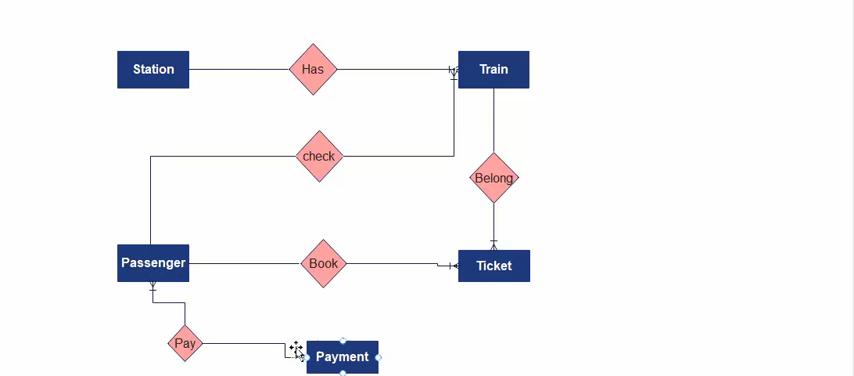 Station
Has
Train
check
Belong
Passenger
Book
Ticket
Pay
Payment